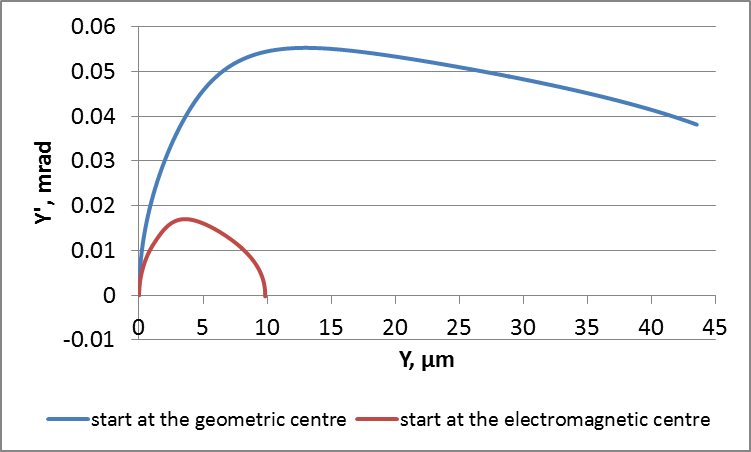 0.06
0.05
0.04
0.03
0.02
0.01
0
-0.01
Y', mrad
0 5 10 15 20 25 30 35 40 45
Y, µm
start at the geometric centre start at the electromagnetic centre